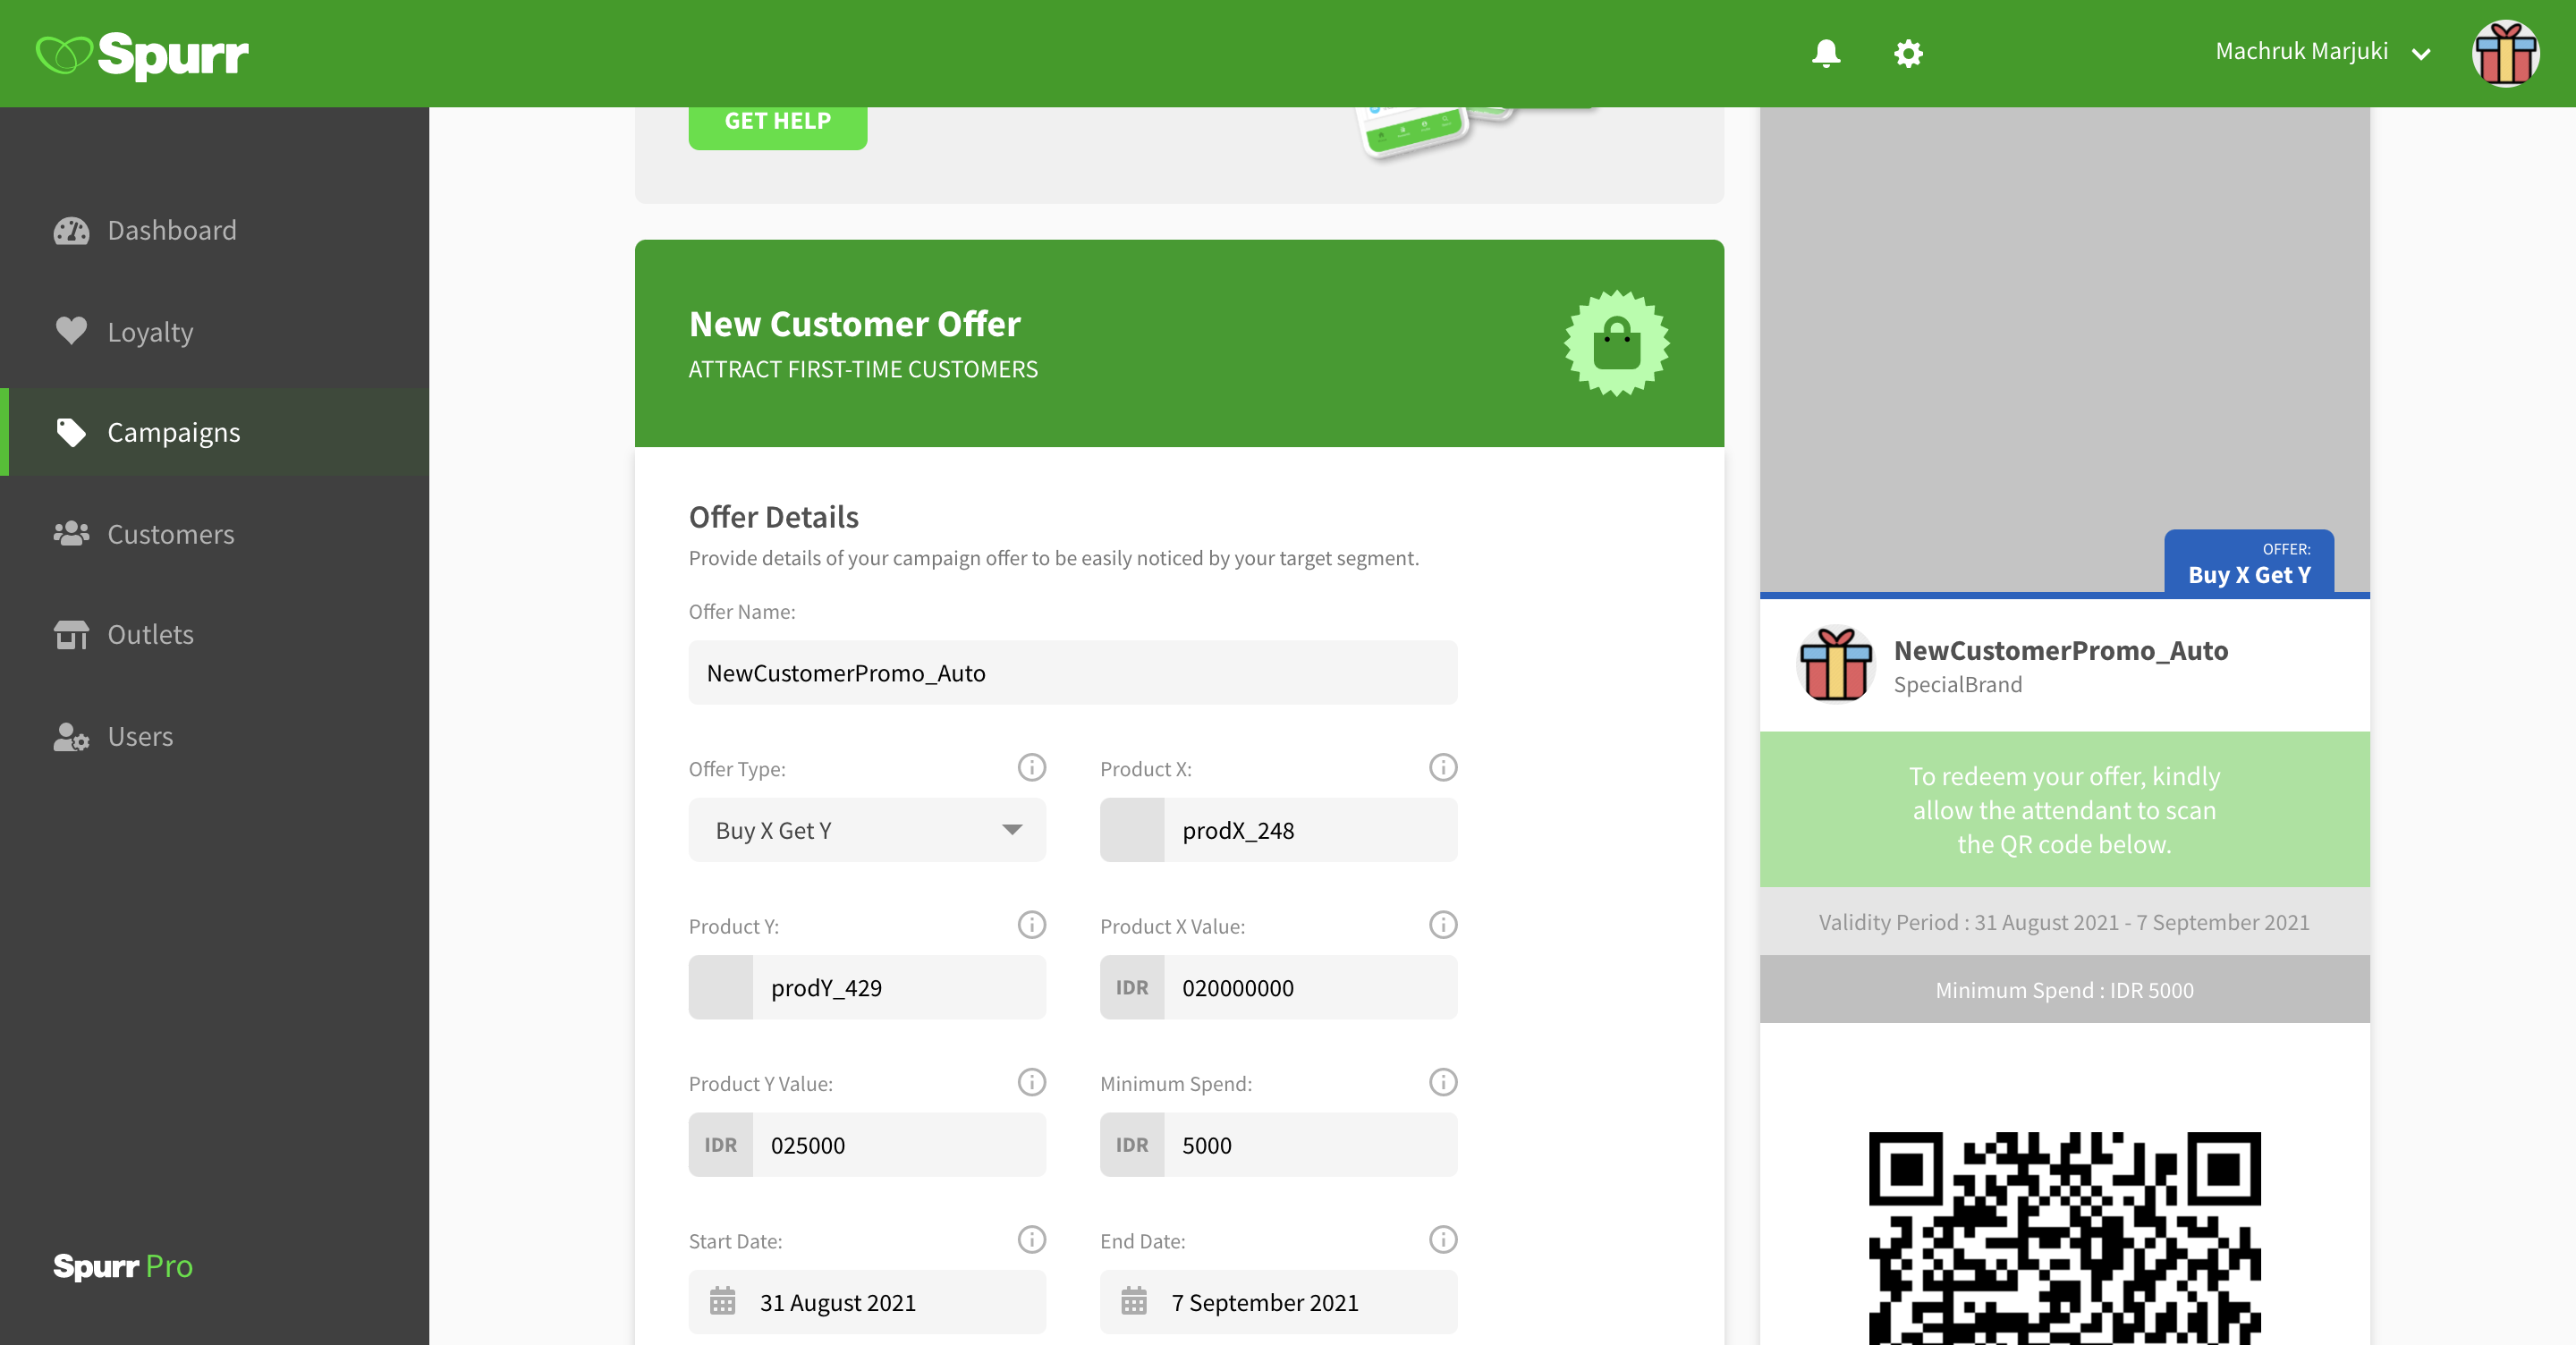 Spurr
Machruk Marjuki
Dashboard
Loyalty
Campaigns
Customers
Outlets
Users
Spurr Pro
GET HELP
New Customer Offer
ATTRACT FIRST-TIME CUSTOMERS
Offer Details
Provide details of your campaign offer to be easily noticed by your target segment.
Offer Name:
NewCustomerPromo_Auto
Offer Type:
Buy X Get Y
Product X:
prodX_248
Product Y:
prodY_429
Product X Value:
IDR 020000000
Product Y Value:
IDR 025000
Minimum Spend:
IDR 5000
Start Date:
31 August 2021
End Date:
7 September 2021
OFFER:
Buy X Get Y
NewCustomerPromo_Auto
SpecialBrand
To redeem your offer, kindly
allow the attendant to scan
the QR code below.
Validity Period : 31 August 2021 - 7 September 2021
Minimum Spend : IDR 5000